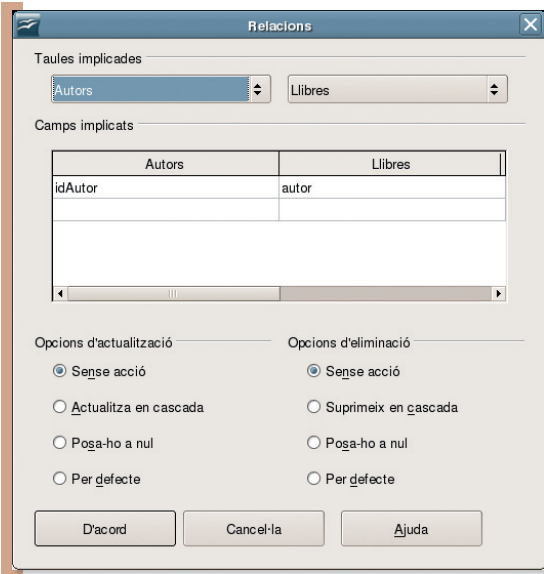 Relacions
Taules implicades
Autors Llibres
Camps implicats
Autors Llibres
idAutor autor
Opcions d'actualització Opcions d'eliminació
Sense acció Sense acció
Actualitza en cascada Suprimeix en cascada
Posa-ho a nul Posa-ho a nul
Per defecte Per defecte
D'acord Cancel·la Ajuda